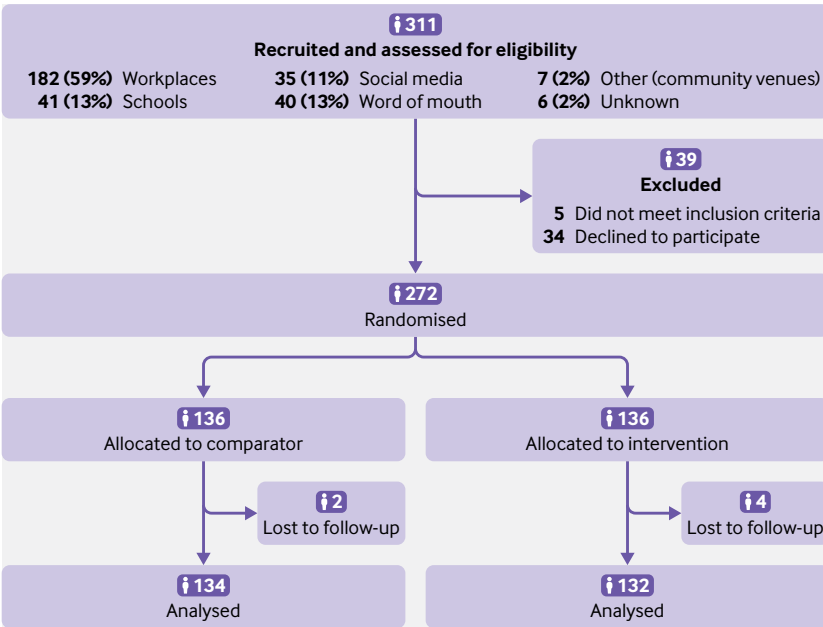 311
Recruited and assessed for eligibility
182 (59%) Workplaces 35 (11%) Social media 7 (2%) Other (community venues)
41 (13%) Schools 40 (13%) Word of mouth 6 (2%) Unknown
39
Excluded
5 Did not meet inclusion criteria
34 Declined to participate
272
Randomised
136
Allocated to comparator
136
Allocated to intervention
2
Lost to follow-up
4
Lost to follow-up
134
Analysed
132
Analysed